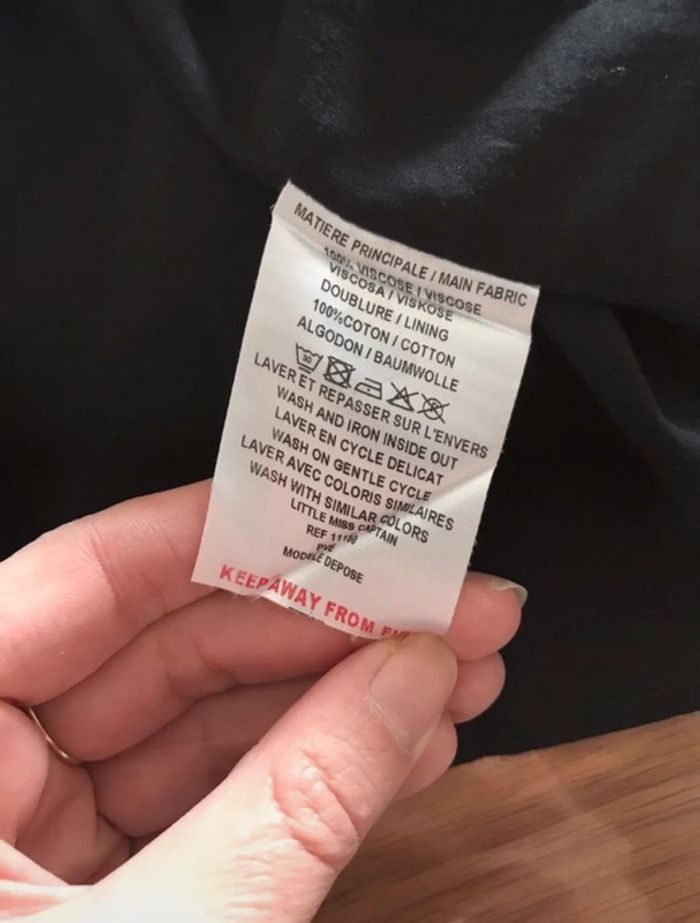 MATIERE PRINCIPALE / MAIN FABRIC
100% VISCOSE / VISCOSE
VISCOSA / VISKOSE
DOUBLURE / LINING
100%COTON / COTTON
ALGODON / BAUMWOLLE
30
LAVER ET REPASSER SUR L'ENVERS
WASH AND IRON INSIDE OUT
LAVER EN CYCLE DELICAT
WASH ON GENTLE CYCLE
LAVER AVEC COLORIS SIMILAIRES
WASH WITH SIMILAR COLORS
LITTLE MISS CAPTAIN
REF
MODELE DEPOSE
KEEP AWAY FROM